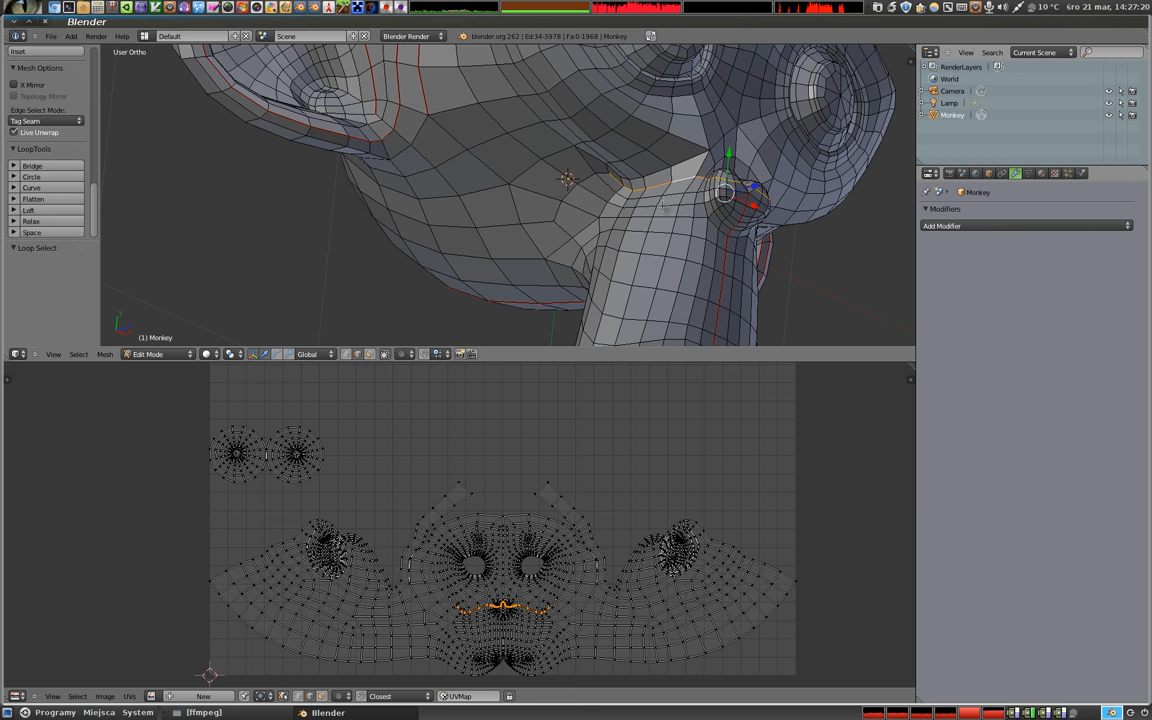 10 °C śro 21 mar, 14:27:20
Blender
File Add Render Help Default Scene Blender Render blender.org 262 | Ed:34-3978 | Fa:0-1968 | Monkey
View Search Current Scene
Inset
Mesh Options
X Mirror
Topology Mirror
Edge Select Mode:
Tag Seam
Live Unwrap
LoopTools
Bridge
Circle
Curve
Flatten
Loft
Relax
Space
Loop Select
User Ortho
(1) Monkey
RenderLayers
World
Camera
Lamp
Monkey
Monkey
Modifiers
Add Modifier
View Select Mesh Edit Mode Global
View Select Image UVs New Closest UVMap
Programy Miejsca System [ffmpeg] Blender